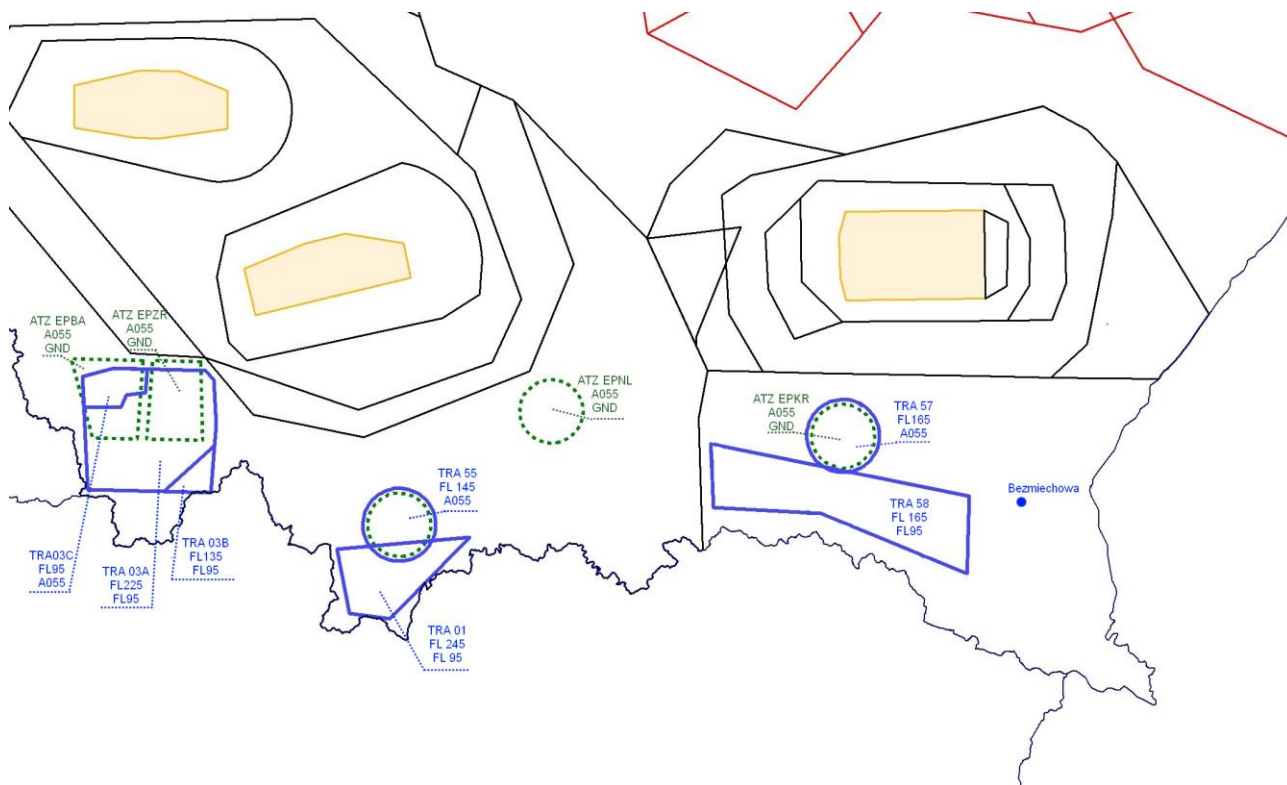 ATZ EPBA
A055
GND
ATZ EPZR
A055
GND
ATZ EPNL
A055
GND
ATZ EPKR
A055
GND
TRA 57
FL165
A055
TRA 55
FL 145
A055
TRA 58
FL 165
FL95
Bezmiechowa
TRA03C
FL95
A055
TRA 03A
FL225
FL95
TRA 03B
FL135
FL95
TRA 01
FL 245
FL 95